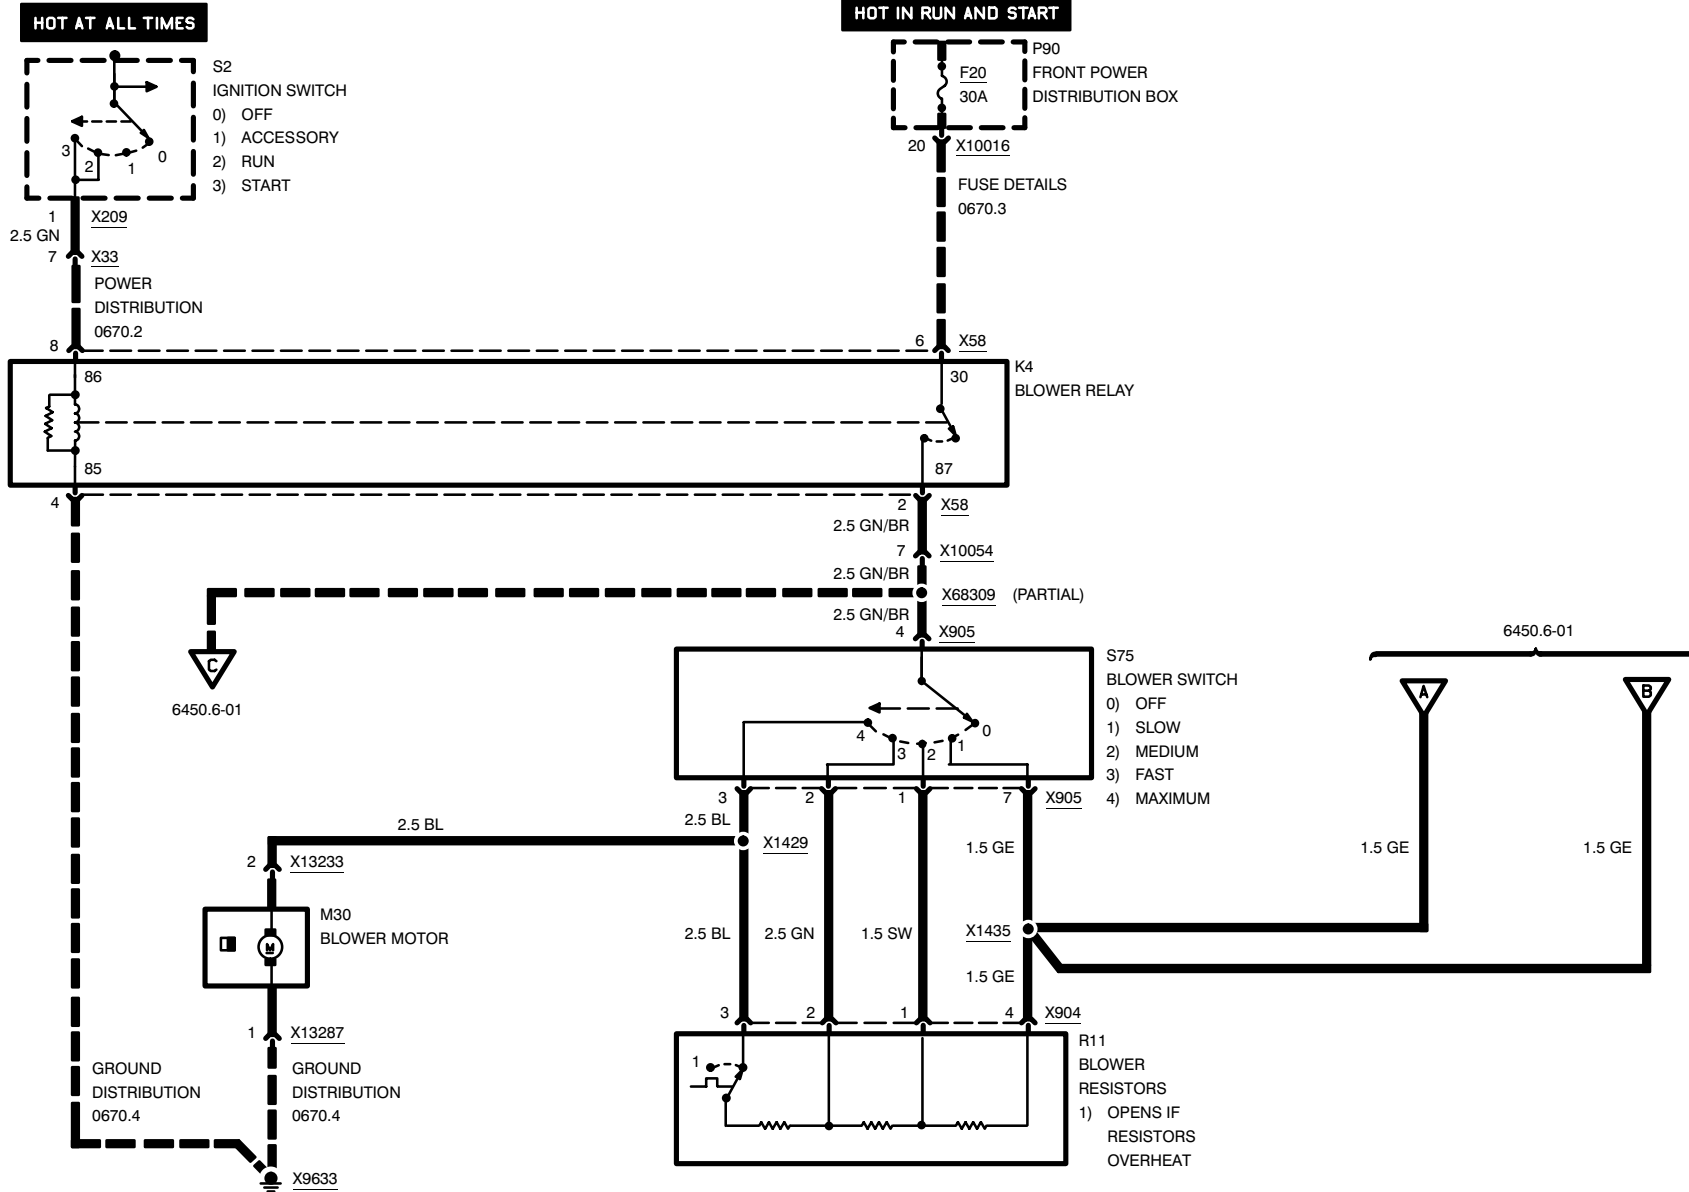 HOT AT ALL TIMES
HOT IN RUN AND START
S2
IGNITION SWITCH
0) OFF
1) ACCESSORY
2) RUN
3) START
3
2
1
0
P90
FRONT POWER
DISTRIBUTION BOX
F20
30A
20 X10016
FUSE DETAILS
0670.3
1 X209
2.5 GN
7 X33
POWER
DISTRIBUTION
0670.2
8
6 X58
K4
BLOWER RELAY
86
30
85
87
4
2 X58
2.5 GN/BR
7 X10054
2.5 GN/BR
X68309 (PARTIAL)
2.5 GN/BR
4 X905
C
6450.6-01
6450.6-01
A
B
S75
BLOWER SWITCH
0) OFF
1) SLOW
2) MEDIUM
3) FAST
4) MAXIMUM
4
3
2
1
0
3
2
1
7 X905
2.5 BL
2.5 BL
X1429
1.5 GE
1.5 GE
1.5 GE
2 X13233
M30
BLOWER MOTOR
M
2.5 BL
2.5 GN
1.5 SW
X1435
1.5 GE
3
2
1
4 X904
1 X13287
R11
BLOWER
RESISTORS
1) OPENS IF
RESISTORS
OVERHEAT
1
GROUND
DISTRIBUTION
0670.4
GROUND
DISTRIBUTION
0670.4
X9633